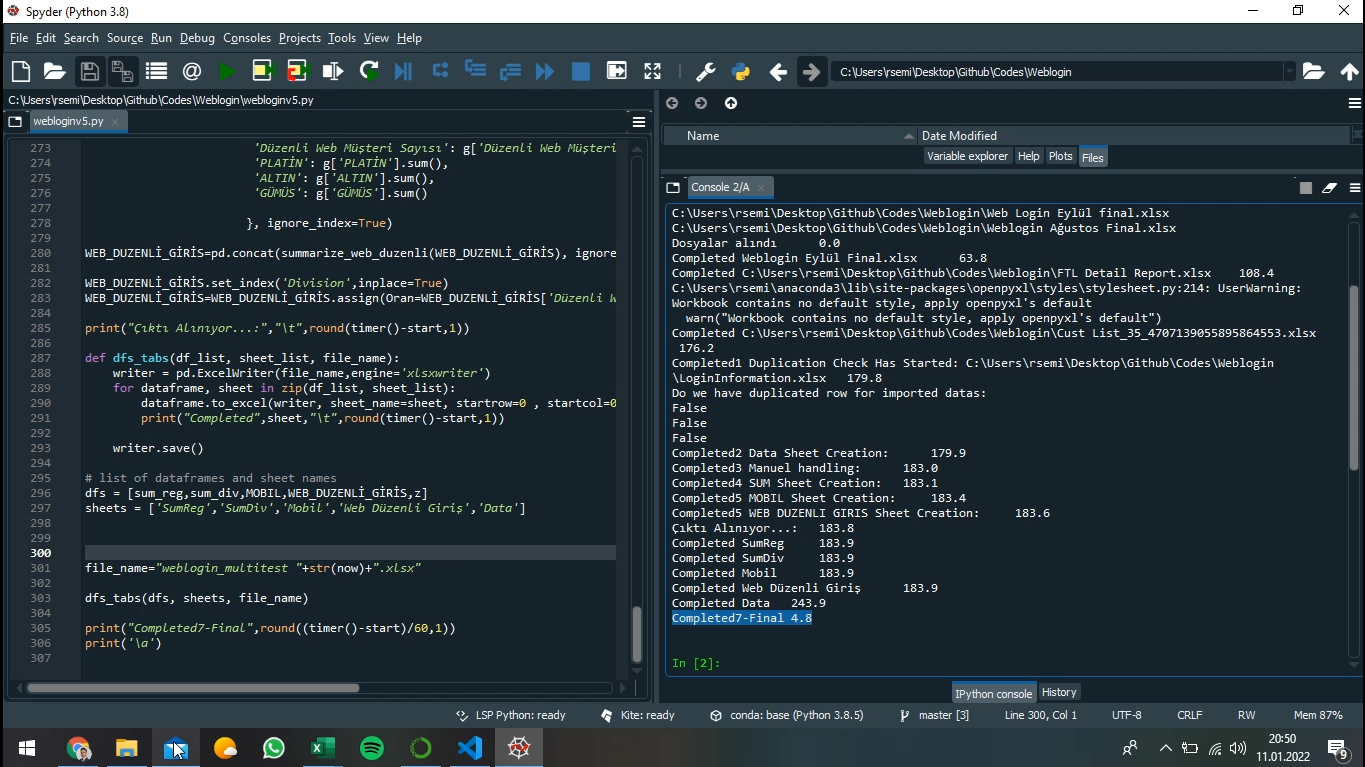 Spyder (Python 3.8)
File Edit Search Source Run Debug Consoles Projects Tools View Help
C:\Users\rsemi\Desktop\Github\Codes\Weblogin
C:\Users\rsemi\Desktop\Github\Codes\Weblogin\webloginv5.py
webloginv5.py
273 'Düzenli Web Müşteri Sayısı': g['Düzenli Web Müşteri
274 'PLATİN': g['PLATİN'].sum(),
275 'ALTIN': g['ALTIN'].sum(),
276 'GÜMÜS': g['GÜMÜS'].sum()
277
278 }, ignore_index=True)
279
280 WEB_DUZENLİ_GİRİS=pd.concat(summarize_web_duzenli(WEB_DUZENLİ_GİRİS), ignore
281
282 WEB_DUZENLİ_GİRİS.set_index('Division',inplace=True)
283 WEB_DUZENLİ_GİRİS=WEB_DUZENLİ_GİRİS.assign(Oran=WEB_DUZENLİ_GİRİS['Düzenli W
284
285 print("Çıktı Alınıyor...:","\t",round(timer()-start,1))
286
287 def dfs_tabs(df_list, sheet_list, file_name):
288 writer = pd.ExcelWriter(file_name,engine='xlsxwriter')
289 for dataframe, sheet in zip(df_list, sheet_list):
290 dataframe.to_excel(writer, sheet_name=sheet, startrow=0 , startcol=0
291 print("Completed",sheet,"\t",round(timer()-start,1))
292
293 writer.save()
294
295 # list of dataframes and sheet names
296 dfs = [sum_reg,sum_div,MOBIL,WEB_DUZENLİ_GİRİS,z]
297 sheets = ['SumReg','SumDiv','Mobil','Web Düzenli Giriş','Data']
298
299
300
301 file_name="weblogin_multitest "+str(now)+".xlsx"
302
303 dfs_tabs(dfs, sheets, file_name)
304
305 print("Completed7-Final",round((timer()-start)/60,1))
306 print('\a')
307
Name Date Modified
Variable explorer Help Plots Files
Console 2/A
C:\Users\rsemi\Desktop\Github\Codes\Weblogin\Web Login Eylül final.xlsx
C:\Users\rsemi\Desktop\Github\Codes\Weblogin\Weblogin Ağustos Final.xlsx
Dosyalar alındı 0.0
Completed Weblogin Eylül Final.xlsx 63.8
Completed C:\Users\rsemi\Desktop\Github\Codes\Weblogin\FTL Detail Report.xlsx 108.4
C:\Users\rsemi\anaconda3\lib\site-packages\openpyxl\styles\stylesheet.py:214: UserWarning:
Workbook contains no default style, apply openpyxl's default
warn("Workbook contains no default style, apply openpyxl's default")
Completed C:\Users\rsemi\Desktop\Github\Codes\Weblogin\Cust List_35_4707139055895864553.xlsx
176.2
Completed1 Duplication Check Has Started: C:\Users\rsemi\Desktop\Github\Codes\Weblogin
\LoginInformation.xlsx 179.8
Do we have duplicated row for imported datas:
False
False
False
Completed2 Data Sheet Creation: 179.9
Completed3 Manuel handling: 183.0
Completed4 SUM Sheet Creation: 183.1
Completed5 MOBIL Sheet Creation: 183.4
Completed5 WEB DUZENLI GIRIS Sheet Creation: 183.6
Çıktı Alınıyor...: 183.8
Completed SumReg 183.9
Completed SumDiv 183.9
Completed Mobil 183.9
Completed Web Düzenli Giriş 183.9
Completed Data 243.9
Completed7-Final 4.8
In [2]:
IPython console History
LSP Python: ready Kite: ready conda: base (Python 3.8.5) master [3] Line 300, Col 1 UTF-8 CRLF RW Mem 87%
20:50
11.01.2022
9